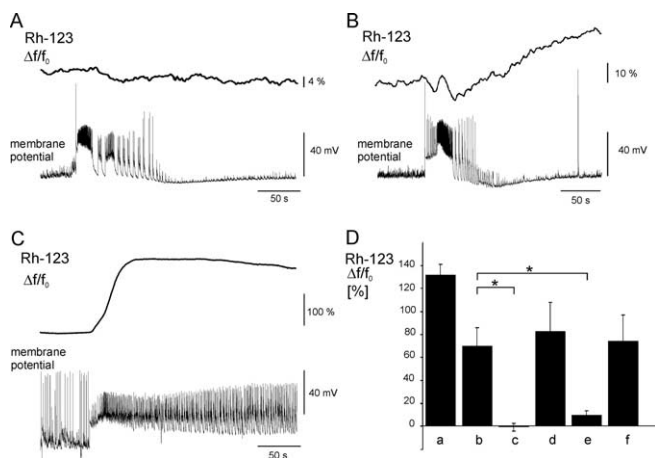 A
Rh-123
Δf/f₀
4 %
membrane
potential
40 mV
50 s
B
Rh-123
Δf/f₀
10 %
membrane
potential
40 mV
50 s
C
Rh-123
Δf/f₀
100 %
membrane
potential
40 mV
50 s
D
Rh-123
Δf/f₀
[%]
140
120
100
80
60
40
20
0
* *
a b c d e f